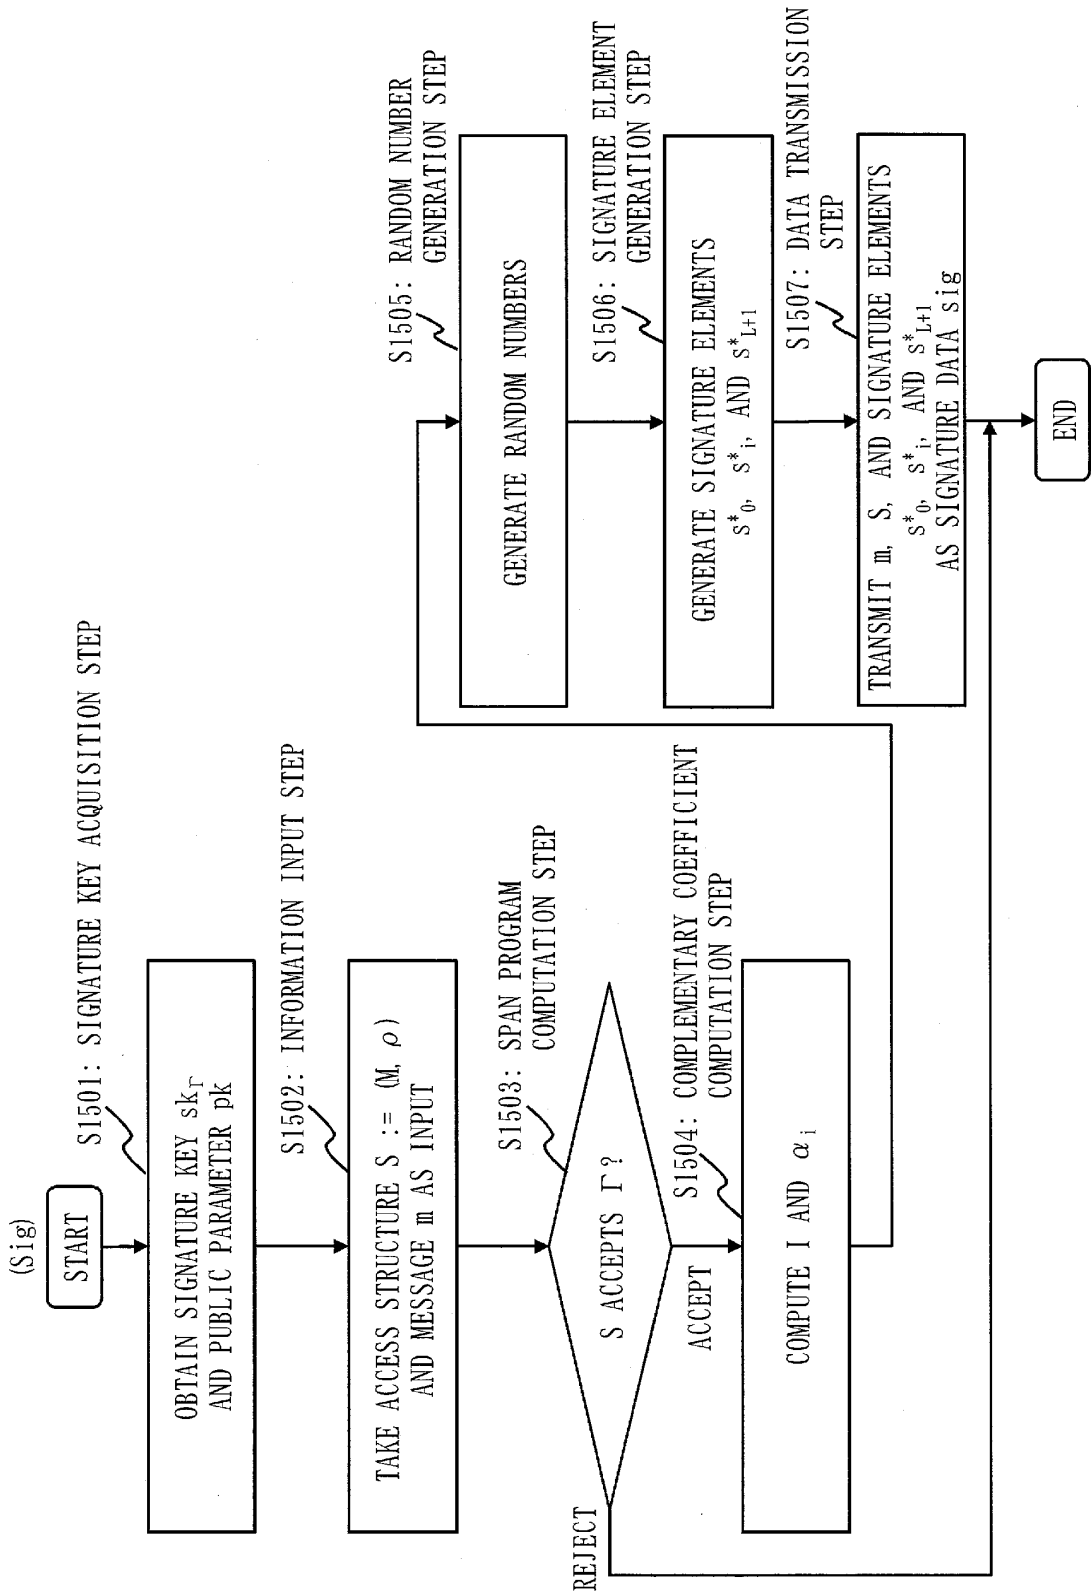 (Sig)
START
S1501: SIGNATURE KEY ACQUISITION STEP
OBTAIN SIGNATURE KEY skΓ
AND PUBLIC PARAMETER pk
S1502: INFORMATION INPUT STEP
TAKE ACCESS STRUCTURE S := (M, ρ)
AND MESSAGE m AS INPUT
S1503: SPAN PROGRAM
COMPUTATION STEP
S ACCEPTS Γ?
REJECT
ACCEPT
S1504: COMPLEMENTARY COEFFICIENT
COMPUTATION STEP
COMPUTE I AND αi
S1505: RANDOM NUMBER
GENERATION STEP
GENERATE RANDOM NUMBERS
S1506: SIGNATURE ELEMENT
GENERATION STEP
GENERATE SIGNATURE ELEMENTS
s*0, s*i, AND s*L+1
S1507: DATA TRANSMISSION
STEP
TRANSMIT m, S, AND SIGNATURE ELEMENTS
s*0, s*i, AND s*L+1
AS SIGNATURE DATA sig
END